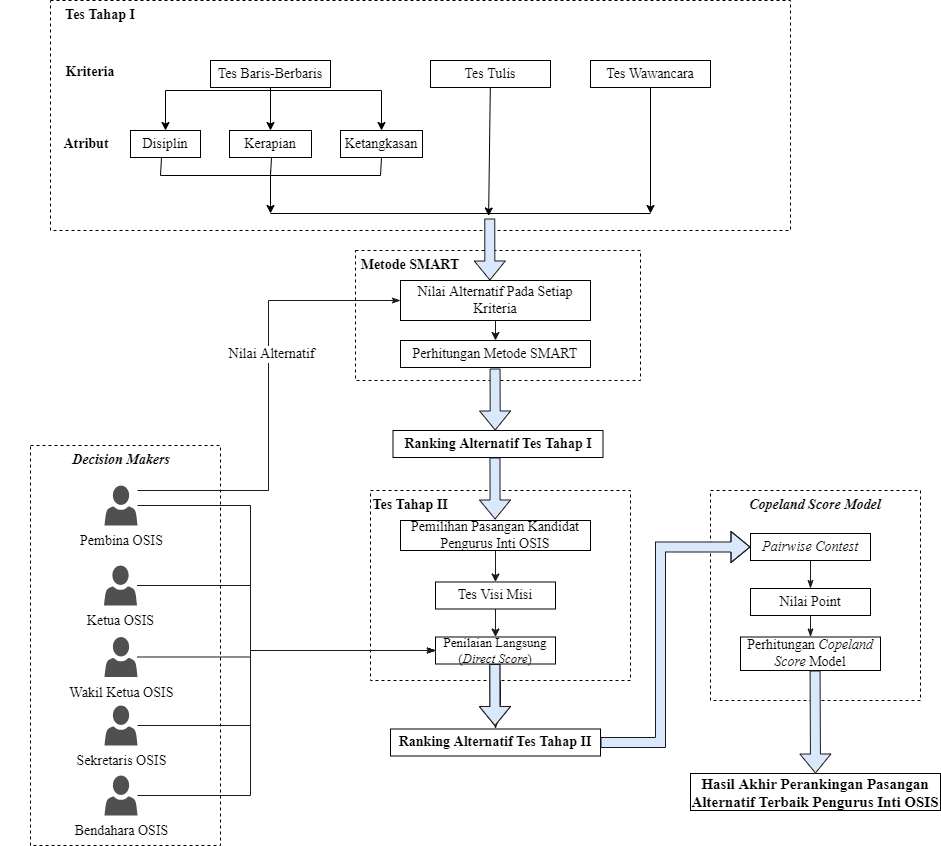 Tes Tahap I
Kriteria
Tes Baris-Berbaris
Tes Tulis
Tes Wawancara
Atribut
Disiplin
Kerapian
Ketangkasan
Metode SMART
Nilai Alternatif Pada Setiap
Kriteria
Nilai Alternatif
Perhitungan Metode SMART
Ranking Alternatif Tes Tahap I
Decision Makers
Pembina OSIS
Ketua OSIS
Wakil Ketua OSIS
Sekretaris OSIS
Bendahara OSIS
Tes Tahap II
Pemilihan Pasangan Kandidat
Pengurus Inti OSIS
Tes Visi Misi
Penilaian Langsung
(Direct Score)
Ranking Alternatif Tes Tahap II
Copeland Score Model
Pairwise Contest
Nilai Point
Perhitungan Copeland
Score Model
Hasil Akhir Perankingan Pasangan
Alternatif Terbaik Pengurus Inti OSIS